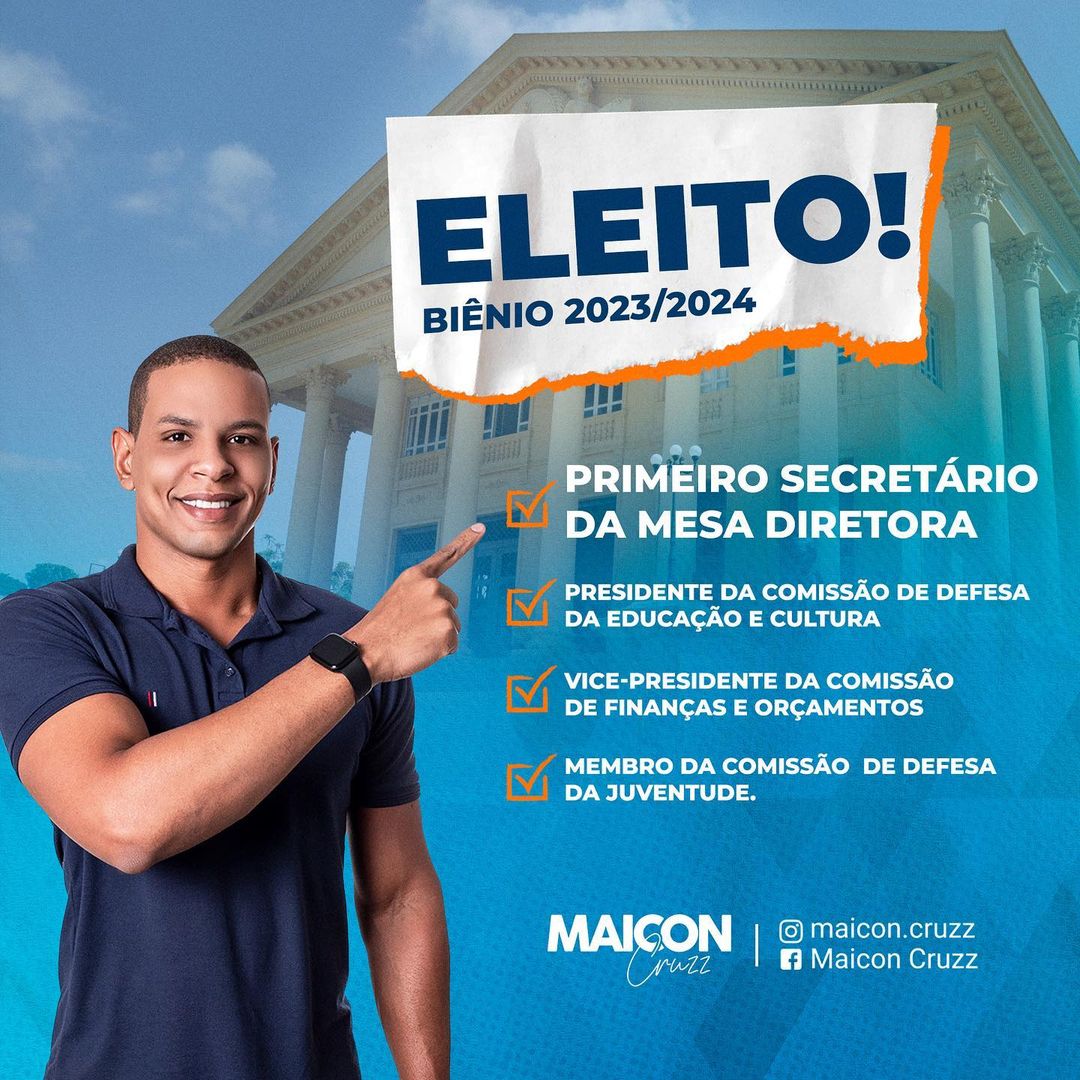 ELEITO!
BIÊNIO 2023/2024
PRIMEIRO SECRETÁRIO
DA MESA DIRETORA
PRESIDENTE DA COMISSÃO DE DEFESA
DA EDUCAÇÃO E CULTURA
VICE-PRESIDENTE DA COMISSÃO
DE FINANÇAS E ORÇAMENTOS
MEMBRO DA COMISSÃO DE DEFESA
DA JUVENTUDE.
MAICON
Cruzz
maicon.cruzz
Maicon Cruzz